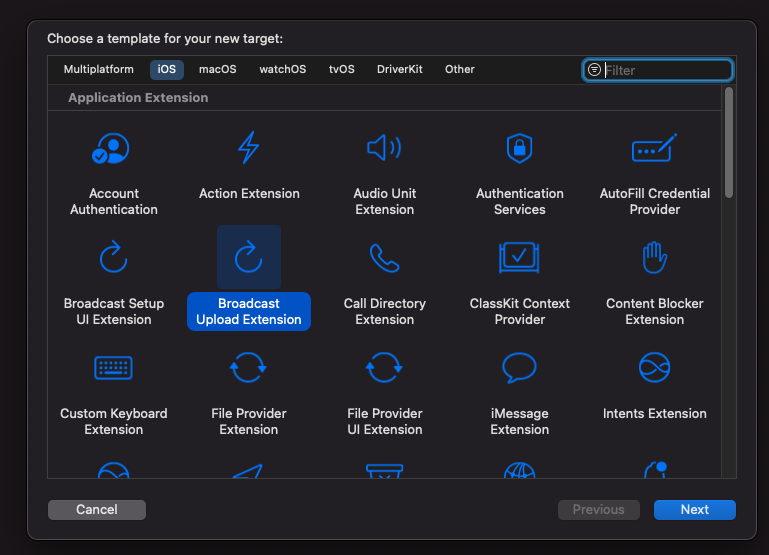 Choose a template for your new target:
Multiplatform iOS macOS watchOS tvOS DriverKit Other Filter
Application Extension
Account
Authentication
Action Extension
Audio Unit
Extension
Authentication
Services
AutoFill Credential
Provider
Broadcast Setup
UI Extension
Broadcast
Upload Extension
Call Directory
Extension
ClassKit Context
Provider
Content Blocker
Extension
Custom Keyboard
Extension
File Provider
Extension
File Provider
UI Extension
iMessage
Extension
Intents Extension
Cancel Previous Next